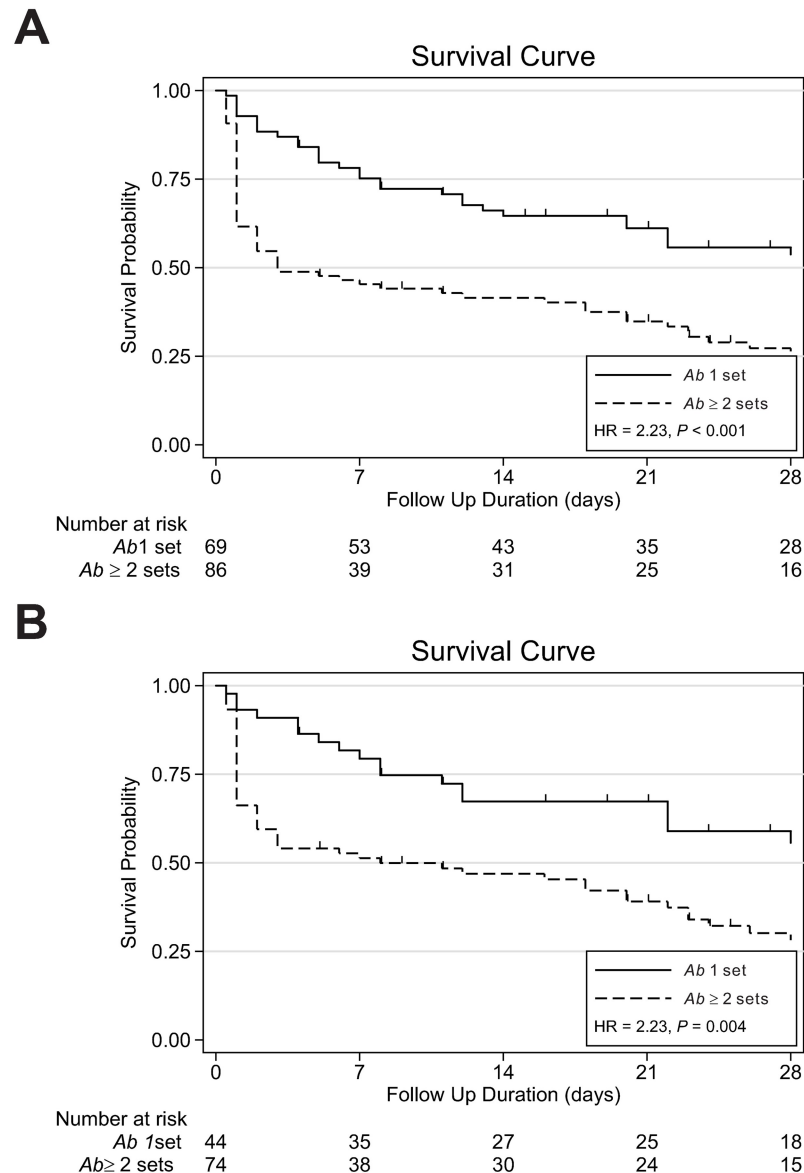 A
Survival Curve
1.00
0.75
0.50
0.25
0.00
Survival Probability
Ab 1 set
Ab ≥ 2 sets
HR = 2.23, P < 0.001
0 7 14 21 28
Follow Up Duration (days)
Number at risk
Ab1 set 69 53 43 35 28
Ab ≥ 2 sets 86 39 31 25 16
B
Survival Curve
1.00
0.75
0.50
0.25
0.00
Survival Probability
Ab 1 set
Ab ≥ 2 sets
HR = 2.23, P = 0.004
0 7 14 21 28
Follow Up Duration (days)
Number at risk
Ab 1set 44 35 27 25 18
Ab≥ 2 sets 74 38 30 24 15